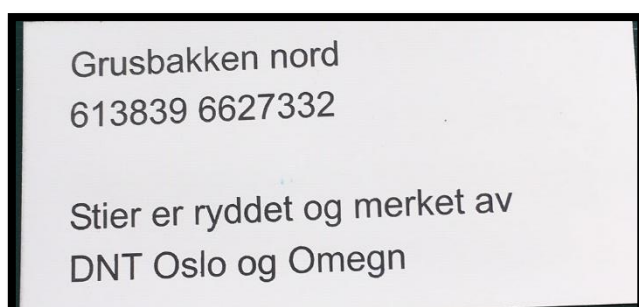 Grusbakken nord
613839 6627332
Stier er ryddet og merket av
DNT Oslo og Omegn